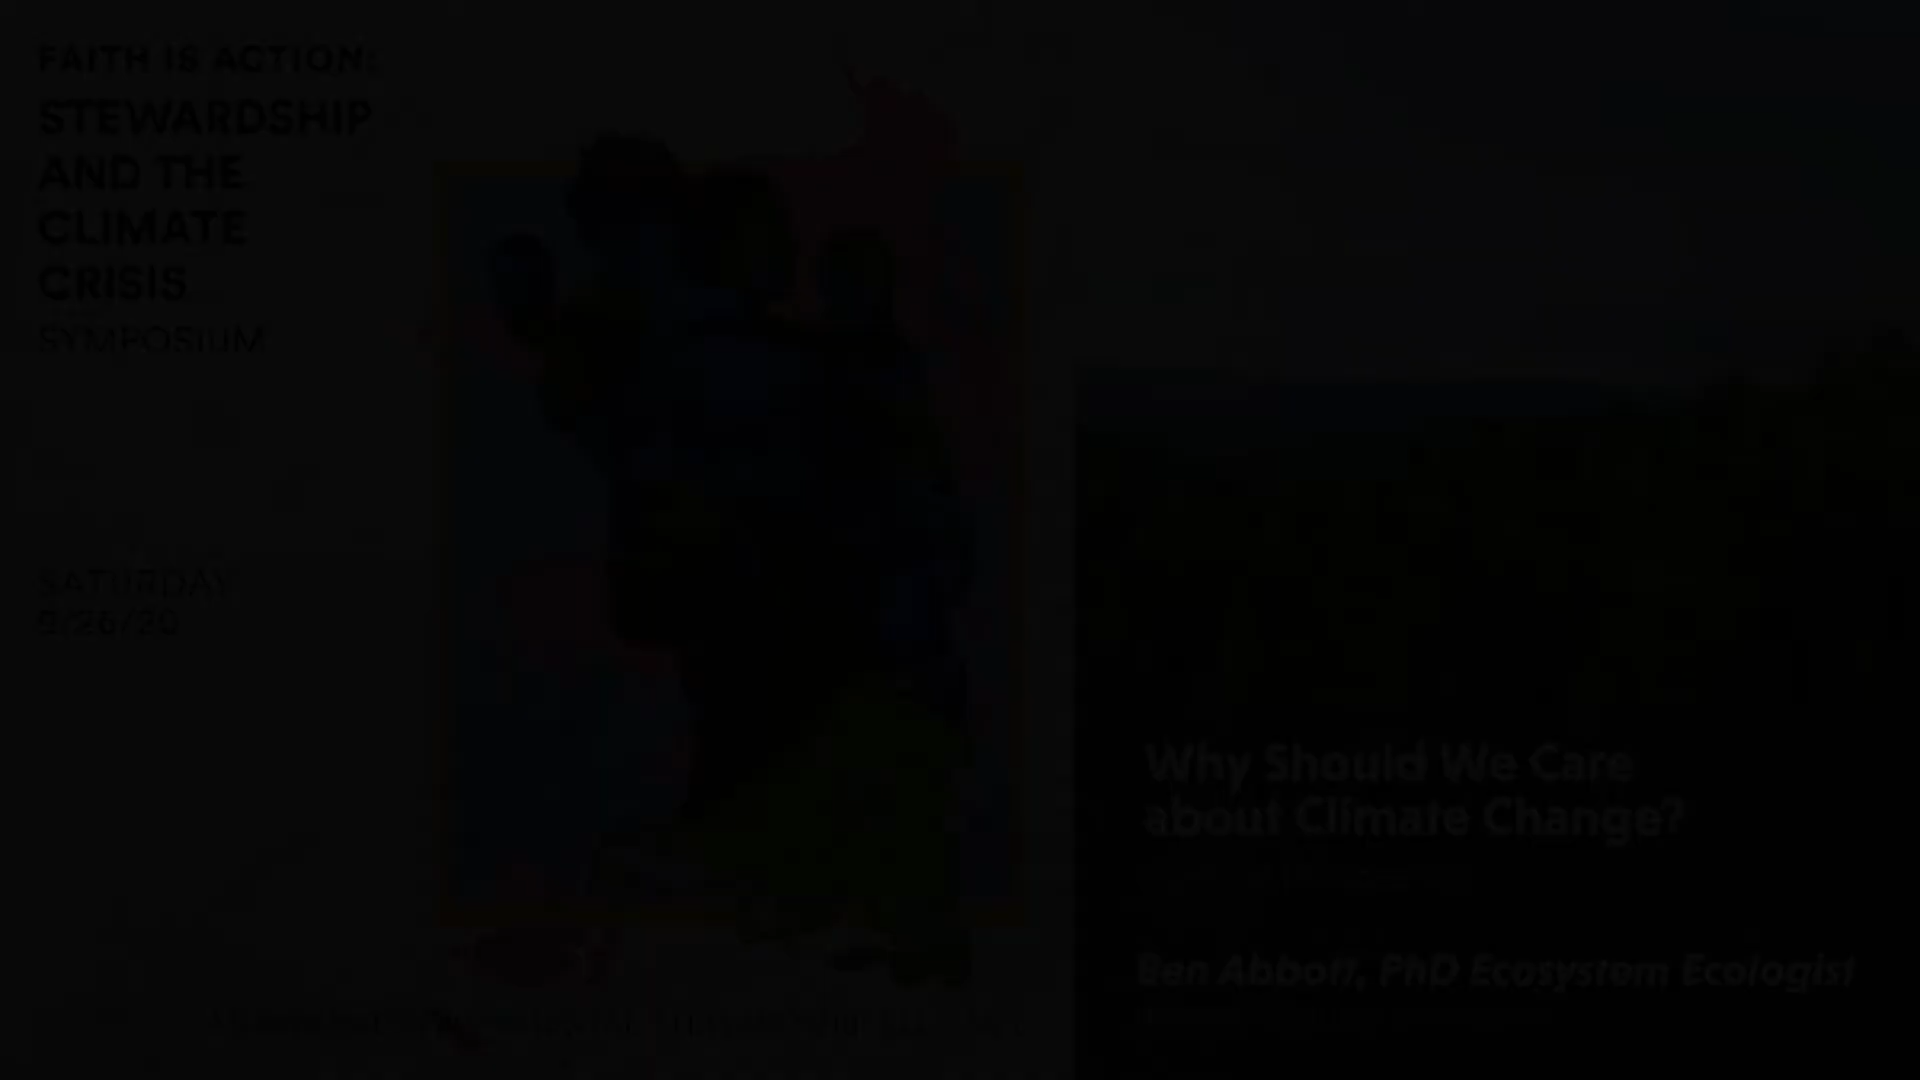 FAITH IS ACTION:
STEWARDSHIP
AND THE
CLIMATE
CRISIS
SYMPOSIUM
SATURDAY
9/26/20
Why Should We Care
about Climate Change?
Ben Abbott, PhD Ecosystem Ecologist